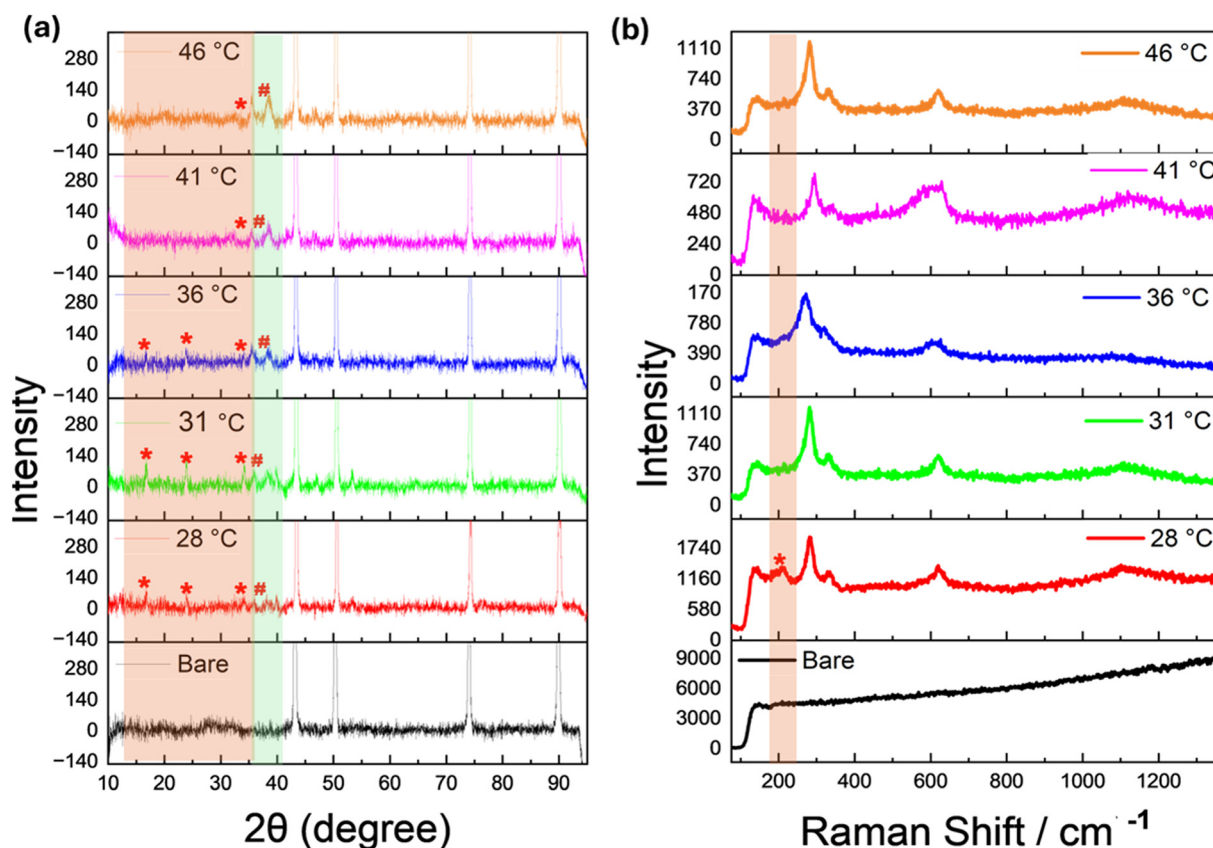 (a)
Intensity
280
140
0
−140
46 °C
* #
280
140
0
−140
41 °C
* #
280
140
0
−140
36 °C
* * * #
280
140
0
−140
31 °C
* * * #
280
140
0
−140
28 °C
* * * #
280
140
0
−140
Bare
10 20 30 40 50 60 70 80 90
2θ (degree)
(b)
Intensity
1110
740
370
0
46 °C
720
480
240
0
41 °C
170
780
390
0
36 °C
1110
740
370
0
31 °C
1740
1160
580
0
28 °C
*
9000
6000
3000
0
Bare
200 400 600 800 1000 1200
Raman Shift / cm -1